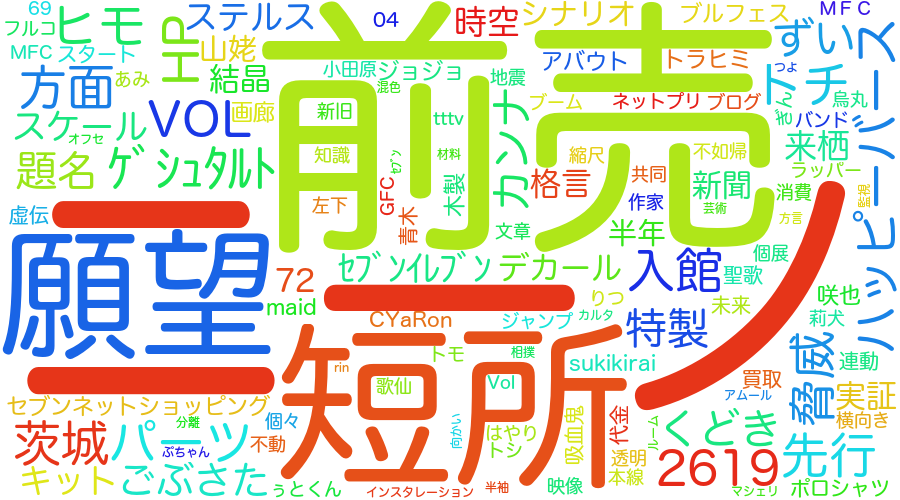 69
フルコ
MFC
スタート
ヒモ
HP
ステルス
04
時空
シナリオ
ブルフェス
MFC
ずい
ハッピーバース
方面
あみ
山姥
結晶
画廊
小田原
ジョジョ
混色
地震
アバウト
トラヒミ
前売
スケール
オフセ
VOL
新旧
tttv
ブーム
ネットプリ
ブログ
ぎん
つよ
チ
烏丸
バンド
題名
ゲシュタルト
知識
セブン
材料
カンナ
縮尺
不如帰
来栖
ラッパー
虚伝
左下
GFC
青木
木製
格言
共同
新聞
消費
監視
文章
作家
芸術
方言
半年
願望
二ノ
72
maid
セブンイレブン
デカール
入館
聖歌
個展
未来
咲也
莉犬
CYaRon
ジャンプ
りつ
カルタ
特製
脅威
連動
短所
トモ
相撲
sukikirai
rin
歌仙
Vol
買取
アムール
実証
横向き
セブンネットショッピング
分離
個々
茨城
パーツ
ぷちゃん
不動
向かい
はやり
トシ
吸血鬼
代金
ルーム
くどき
先行
キット
ごぶさた
ぅとくん
インスタレーション
半袖
映像
透明
本線
2619
マシェリ
ポロシャツ